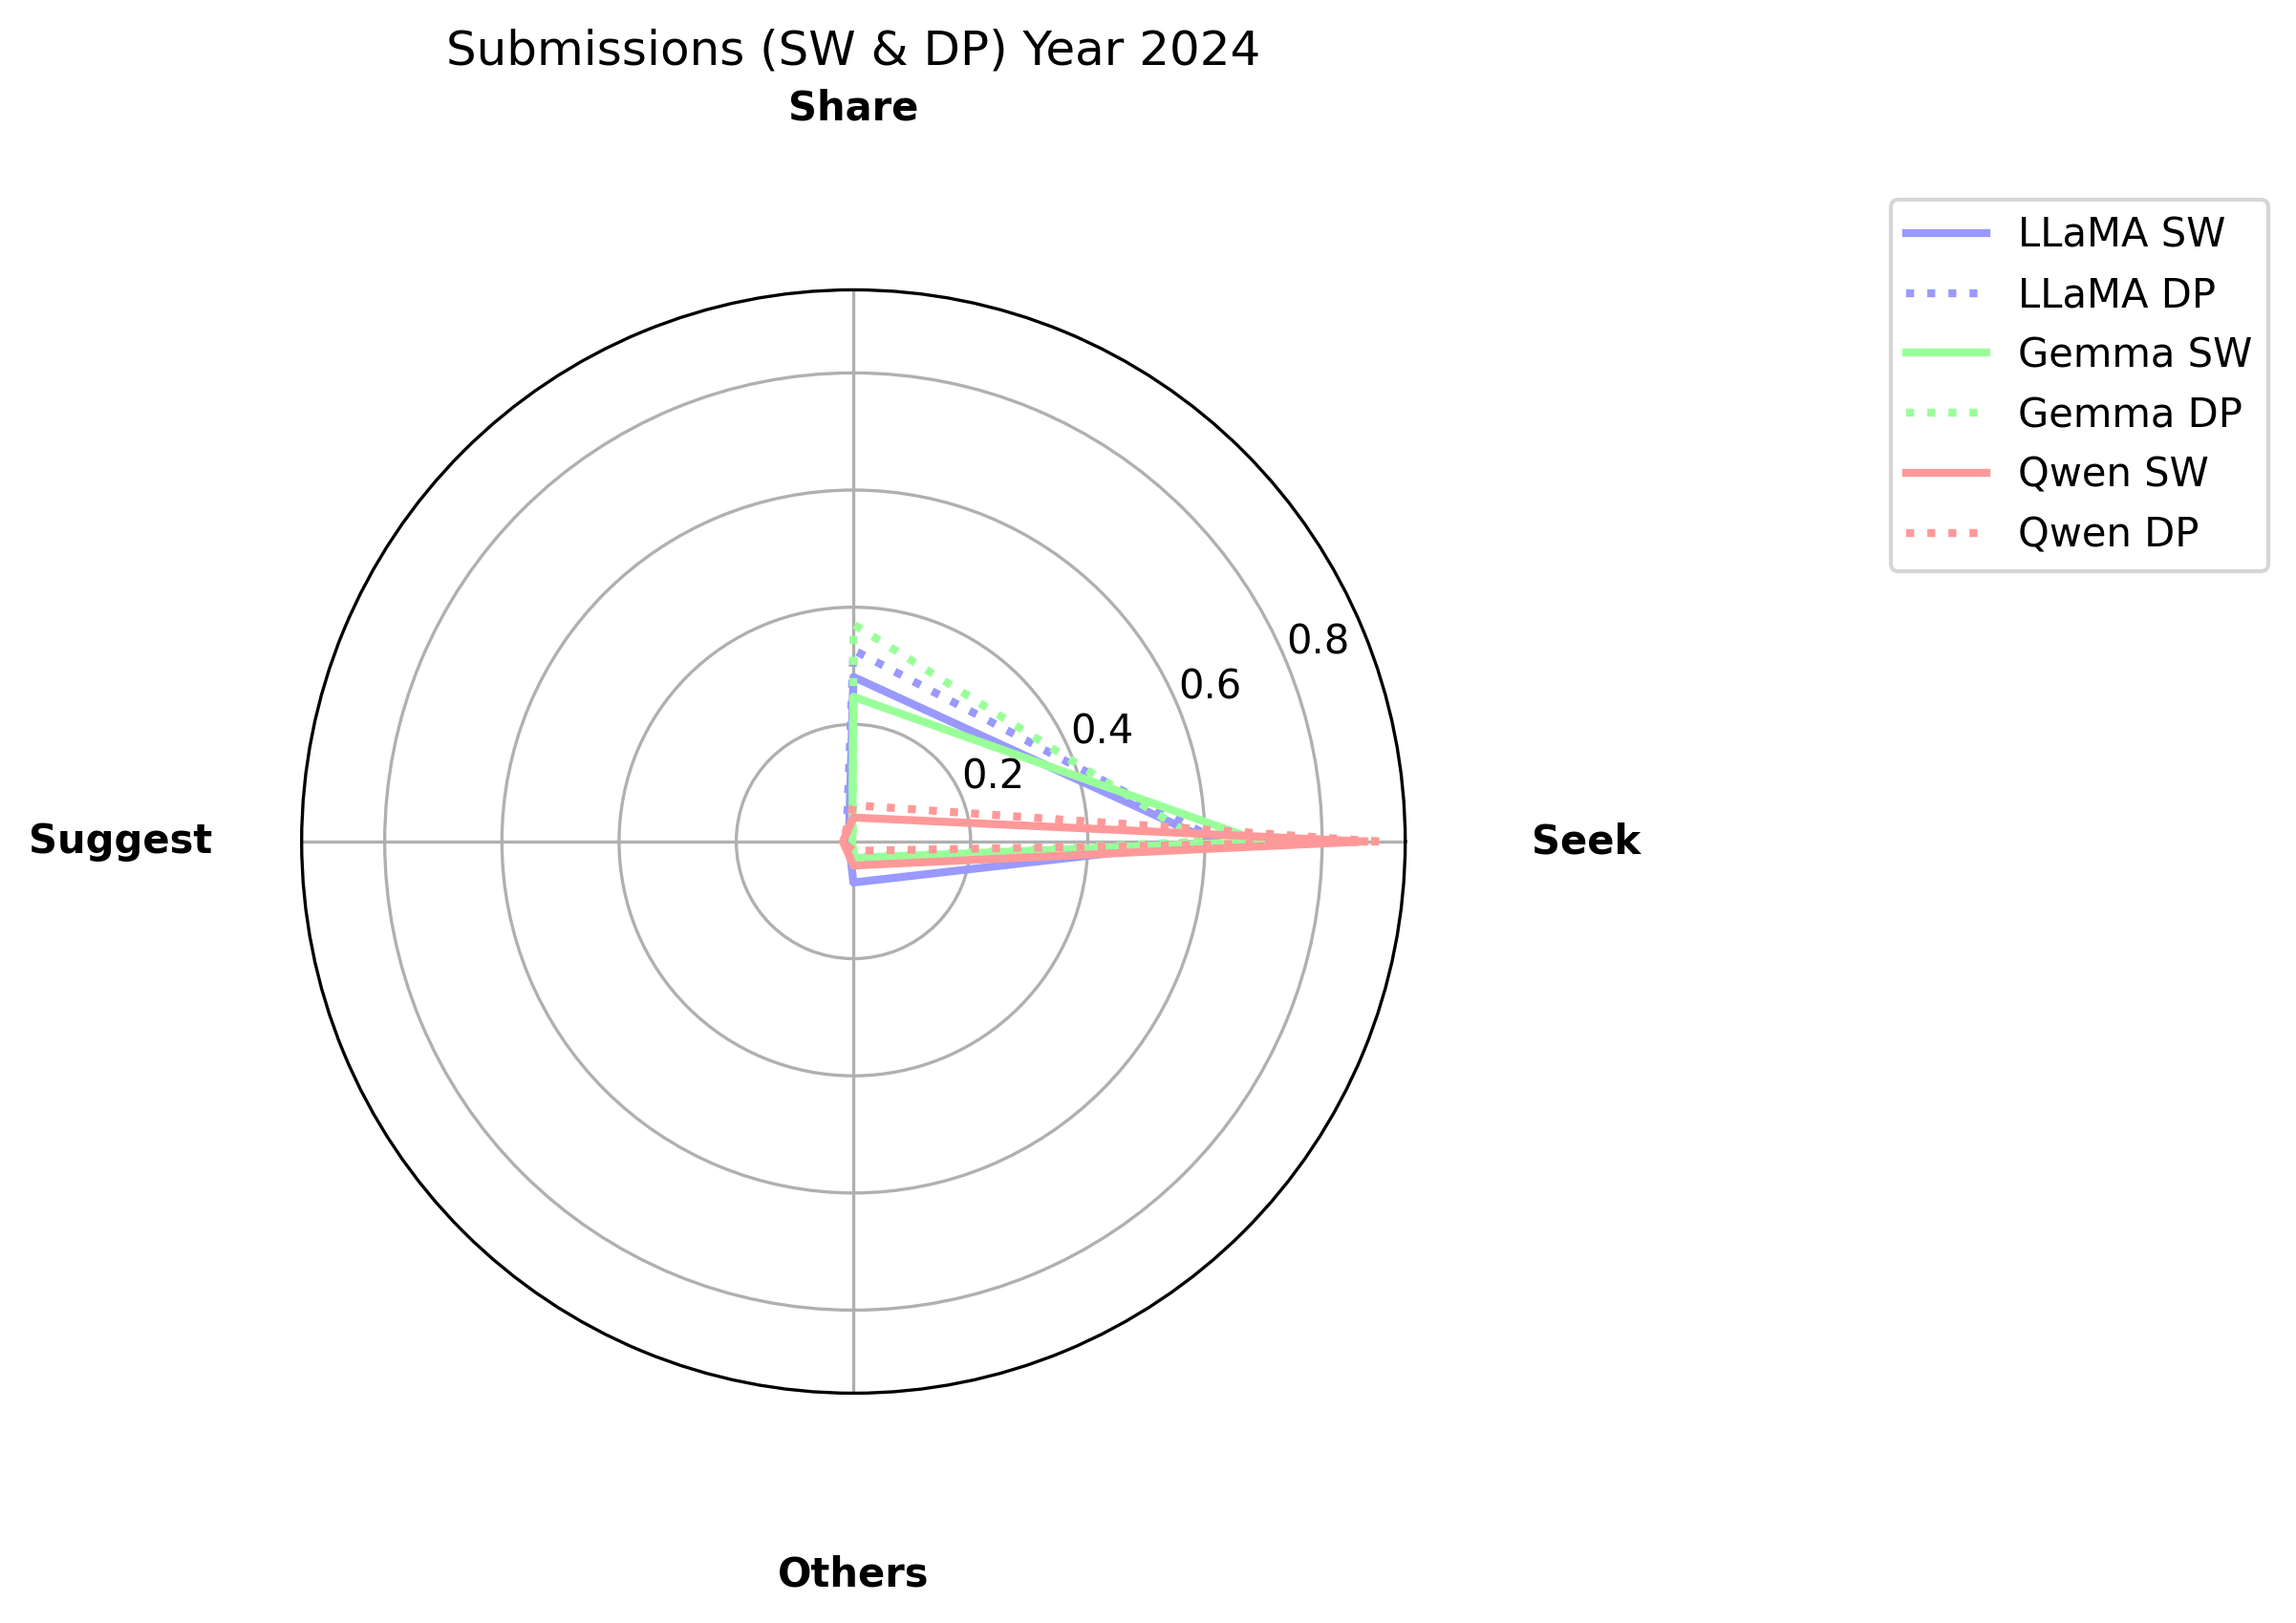 Submissions (SW & DP) Year 2024
Share
LLaMA SW
LLaMA DP
Gemma SW
Gemma DP
Qwen SW
Qwen DP
0.8
0.6
0.4
0.2
Suggest
Seek
Others